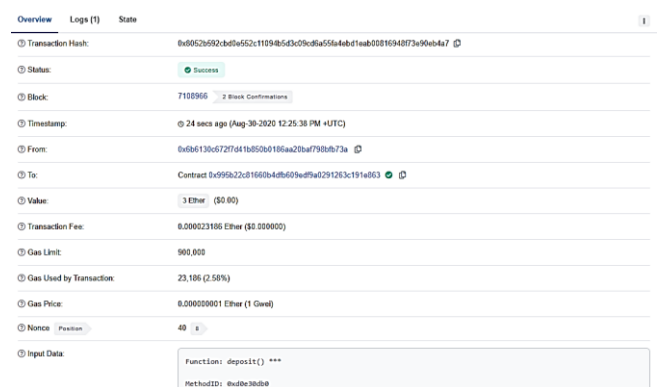 Overview Logs (1) State
Transaction Hash: 0x6052b592cbd0e552c11094b5d3c09cd6a55fa4ebd1eab00816948f73e90eb4a7
Status: Success
Block: 7108966 2 Block Confirmations
Timestamp: 24 secs ago (Aug-30-2020 12:25:38 PM +UTC)
From: 0x6b6130c672f7d41b850b0186aa20baf798bfb73a
To: Contract 0x995b22c81660b4dfb609edf9a0291263c191e863
Value: 3 Ether ($0.00)
Transaction Fee: 0.000023186 Ether ($0.000000)
Gas Limit: 900,000
Gas Used by Transaction: 23,186 (2.58%)
Gas Price: 0.000000001 Ether (1 Gwei)
Nonce Position 40
Input Data:
Function: deposit() ***
MethodID: 0xd0e30db0